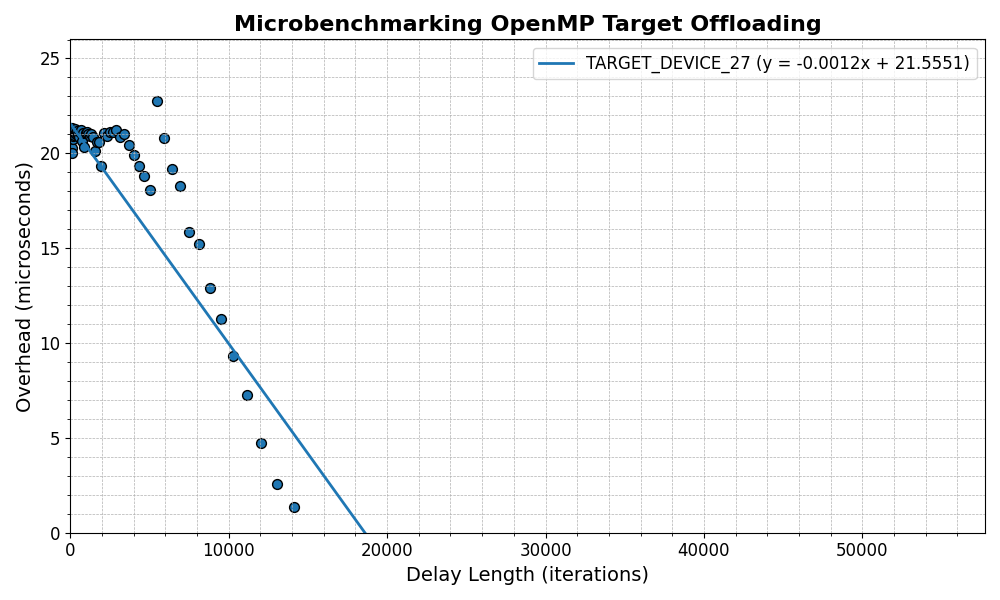 Microbenchmarking OpenMP Target Offloading
TARGET_DEVICE_27 (y = -0.0012x + 21.5551)
Overhead (microseconds)
25
20
15
10
5
0
0 10000 20000 30000 40000 50000
Delay Length (iterations)